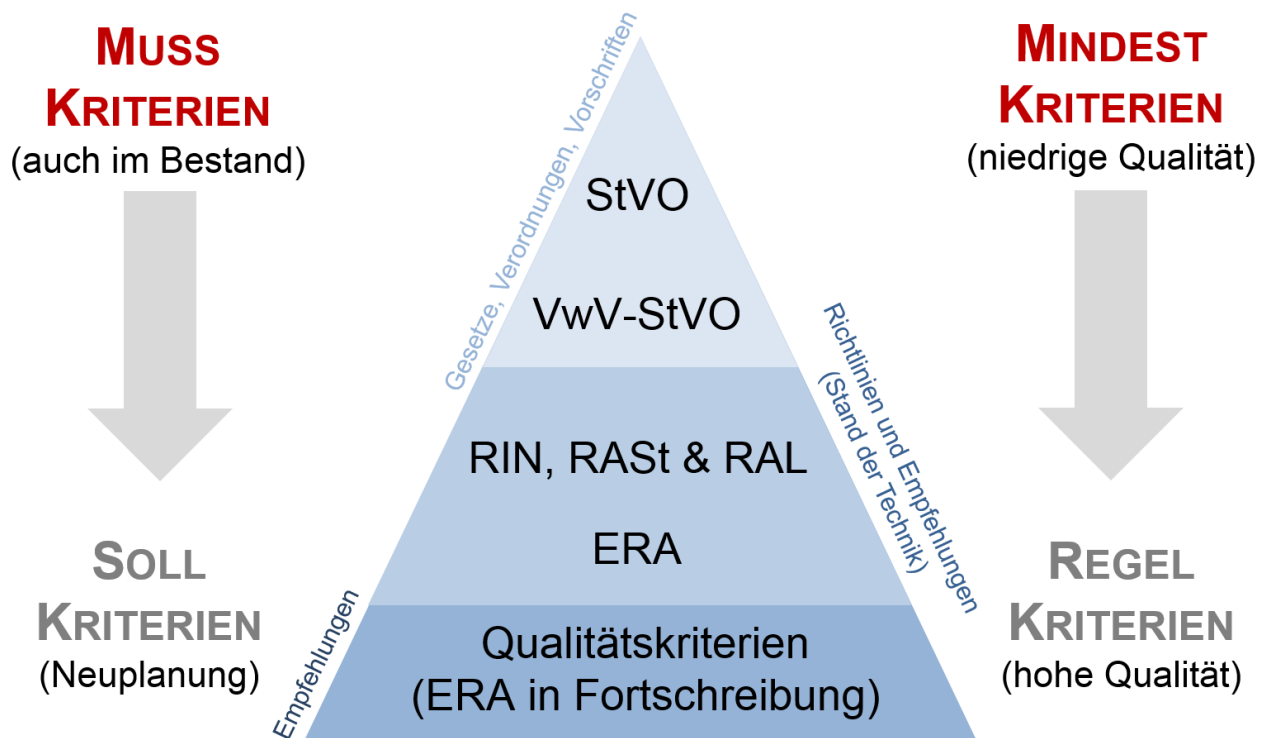 MUSS
KRITERIEN
(auch im Bestand)
SOLL
KRITERIEN
(Neuplanung)
Gesetze, Verordnungen, Vorschriften
StVO
VwV-StVO
Richtlinien und Empfehlungen
(Stand der Technik)
RIN, RASt & RAL
ERA
Empfehlungen
Qualitätskriterien
(ERA in Fortschreibung)
MINDEST
KRITERIEN
(niedrige Qualität)
REGEL
KRITERIEN
(hohe Qualität)